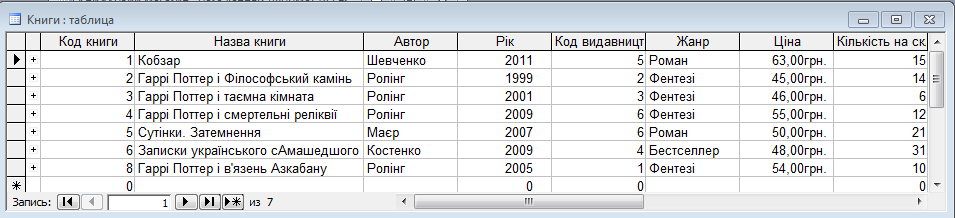 Книги : таблица
Код книги Назва книги Автор Рік Код видавницт Жанр Ціна Кількість на ск
1 Кобзар Шевченко 2011 5 Роман 63,00грн. 15
2 Гаррі Поттер і Філософський камінь Ролінг 1999 2 Фентезі 45,00грн. 14
3 Гаррі Поттер і таємна кімната Ролінг 2001 3 Фентезі 46,00грн. 6
4 Гаррі Поттер і смертельні реліквії Ролінг 2009 6 Фентезі 55,00грн. 12
5 Сутінки. Затемнення Маєр 2007 6 Роман 50,00грн. 21
6 Записки українського сАмашедшого Костенко 2009 4 Бестселлер 48,00грн. 31
8 Гаррі Поттер і в'язень Азкабану Ролінг 2005 1 Фентезі 54,00грн. 10
0 0 0 0
Запись: 1 из 7